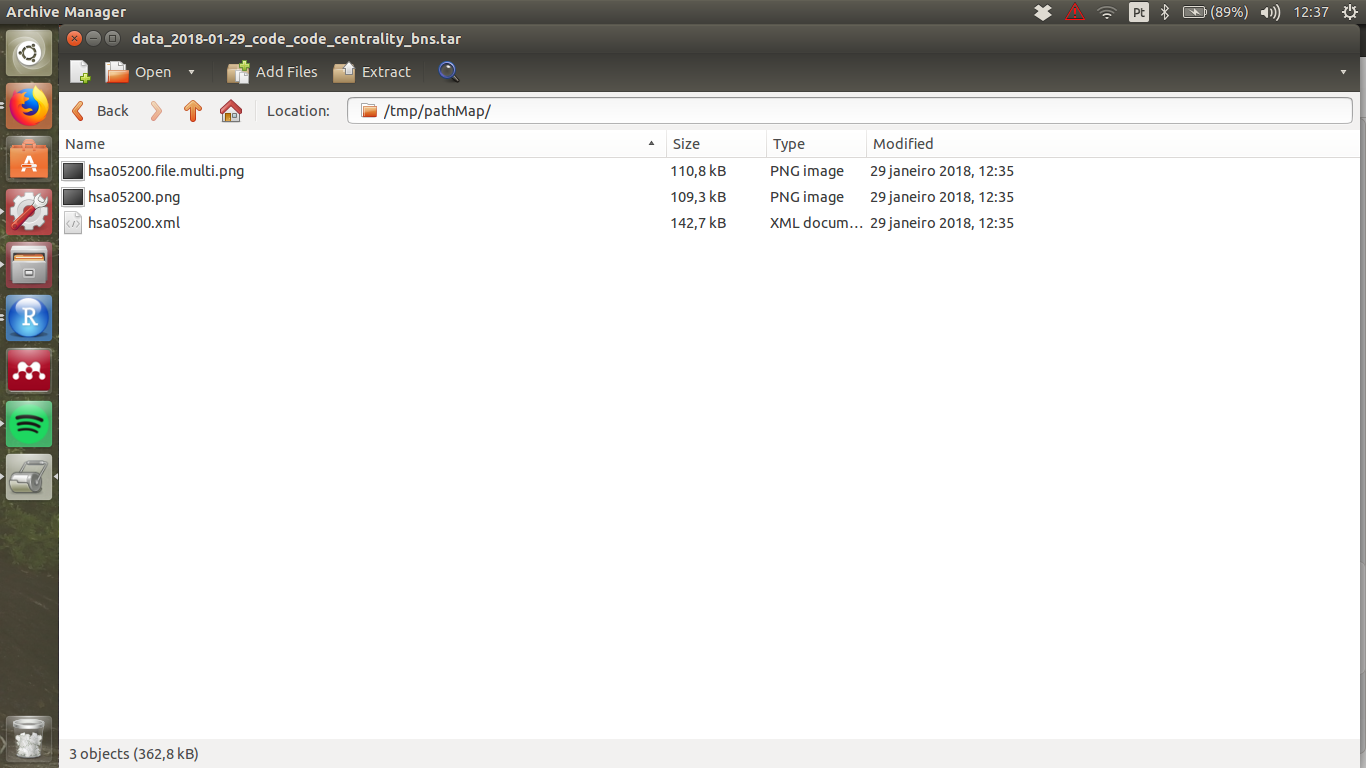 Archive Manager Pt (89%) 12:37
data_2018-01-29_code_code_centrality_bns.tar
Open Add Files Extract
Back Location: /tmp/pathMap/
Name Size Type Modified
hsa05200.file.multi.png 110,8 kB PNG image 29 janeiro 2018, 12:35
hsa05200.png 109,3 kB PNG image 29 janeiro 2018, 12:35
hsa05200.xml 142,7 kB XML docum... 29 janeiro 2018, 12:35
R
3 objects (362,8 kB)